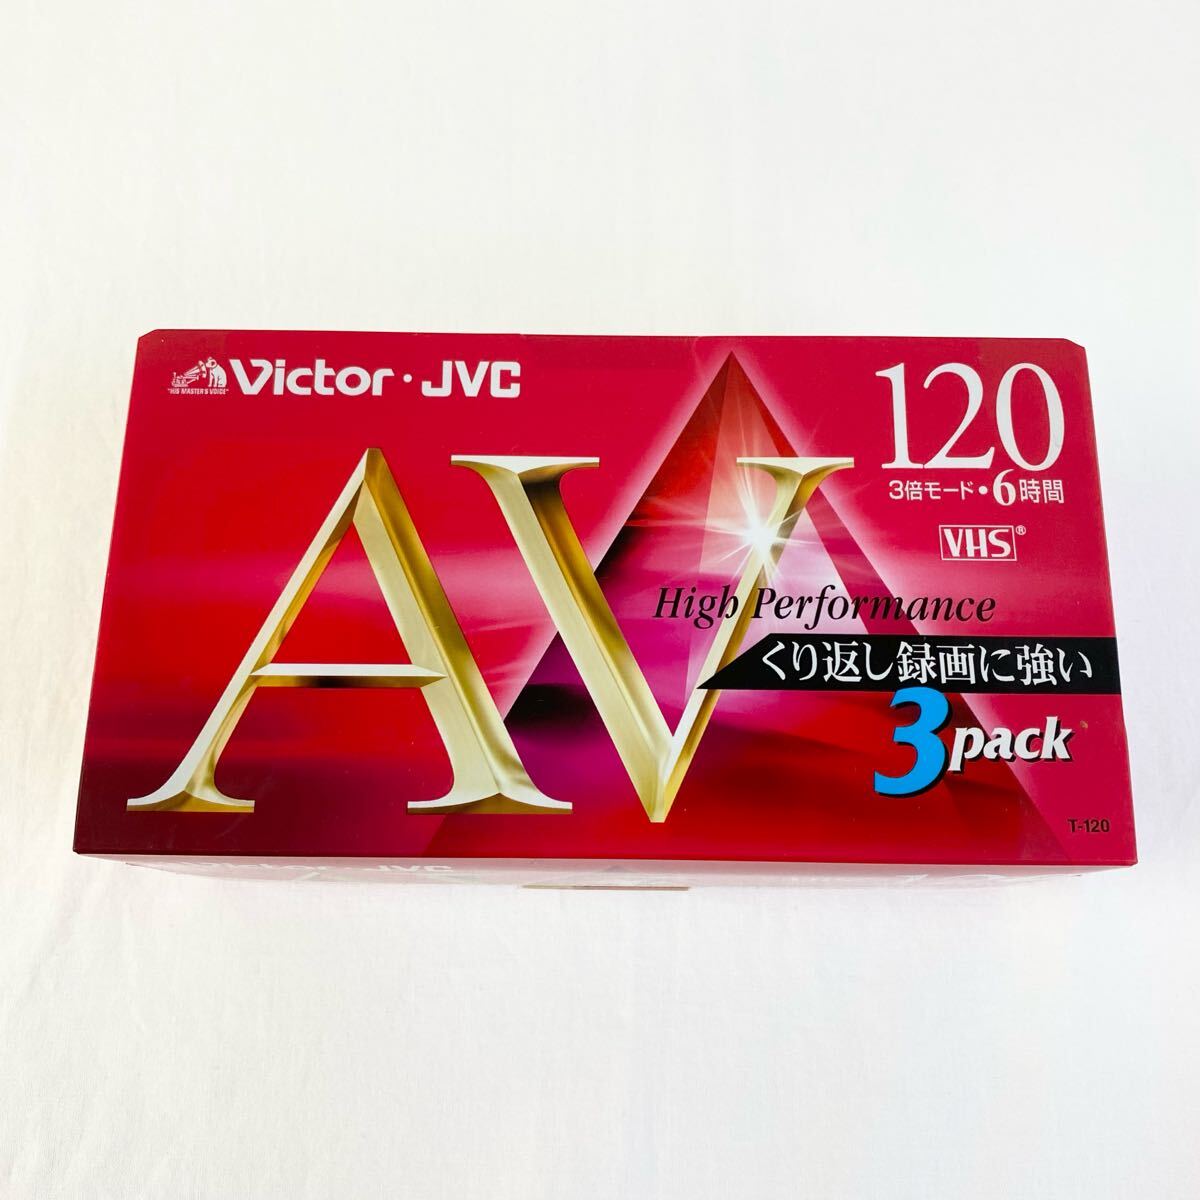 "HIS MASTER'S VOICE"
Victor・JVC
120
3倍モード・6時間
VHS®
AV
High Performance
くり返し録画に強い
3pack
T-120